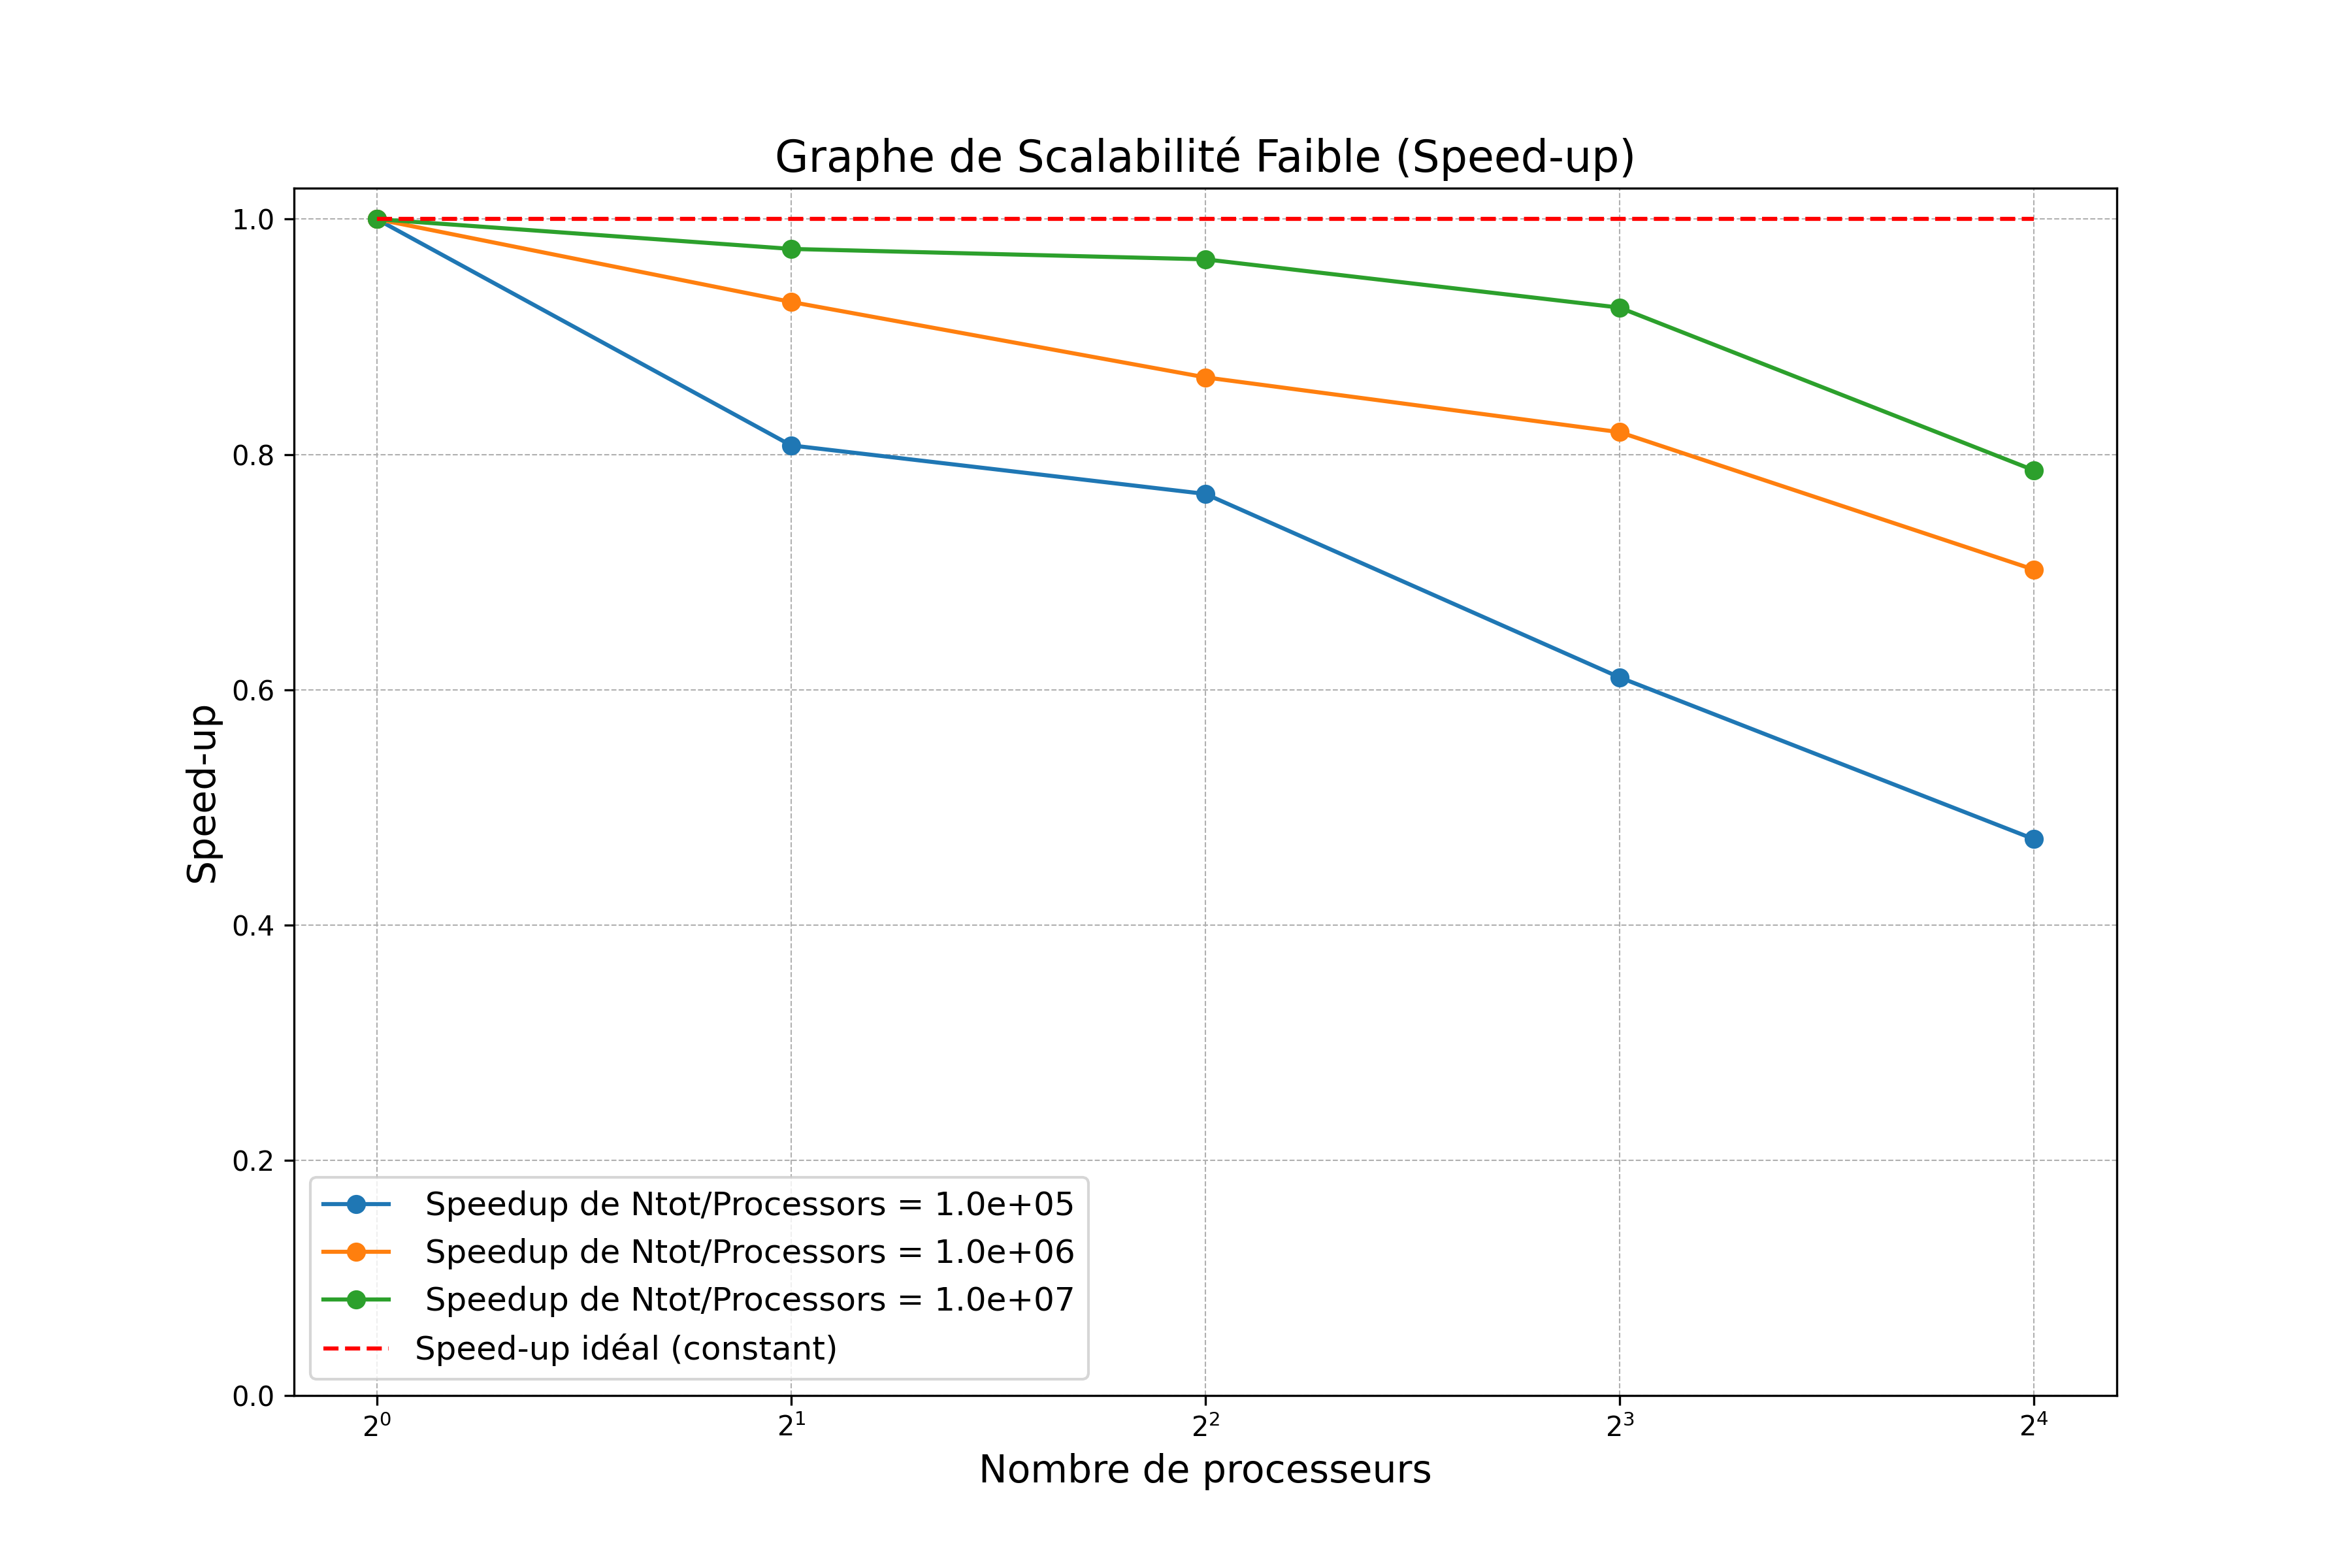 Graphe de Scalabilité Faible (Speed-up)
1.0
0.8
0.6
0.4
0.2
0.0
Speed-up
Speedup de Ntot/Processors = 1.0e+05
Speedup de Ntot/Processors = 1.0e+06
Speedup de Ntot/Processors = 1.0e+07
Speed-up idéal (constant)
2⁰ 2¹ 2² 2³ 2⁴
Nombre de processeurs